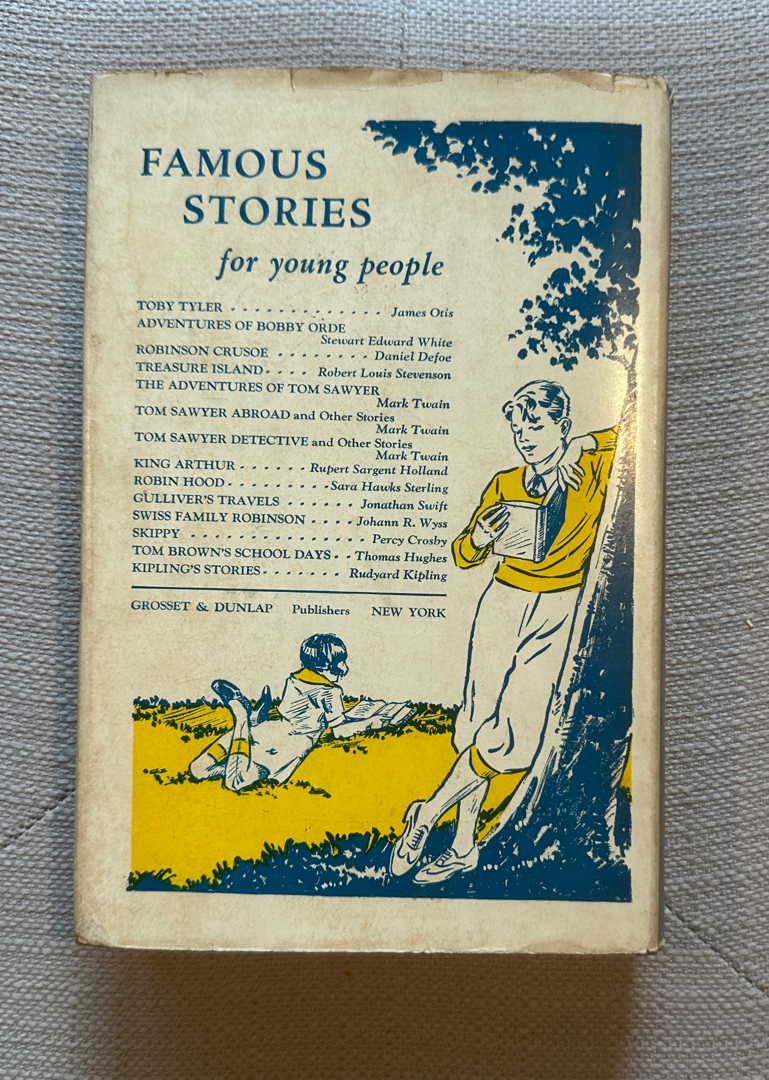 FAMOUS
STORIES
for young people
TOBY TYLER . . . . . . . . . . . . . James Otis
ADVENTURES OF BOBBY ORDE
Stewart Edward White
ROBINSON CRUSOE . . . . . . . . Daniel Defoe
TREASURE ISLAND . . . . Robert Louis Stevenson
THE ADVENTURES OF TOM SAWYER
Mark Twain
TOM SAWYER ABROAD and Other Stories
Mark Twain
TOM SAWYER DETECTIVE and Other Stories
Mark Twain
KING ARTHUR . . . . . . Rupert Sargent Holland
ROBIN HOOD . . . . . . . . . Sara Hawks Sterling
GULLIVER'S TRAVELS . . . . . . Jonathan Swift
SWISS FAMILY ROBINSON . . . . Johann R. Wyss
SKIPPY . . . . . . . . . . . . . . . . Percy Crosby
TOM BROWN'S SCHOOL DAYS . . Thomas Hughes
KIPLING'S STORIES . . . . . . . Rudyard Kipling
GROSSET & DUNLAP Publishers NEW YORK